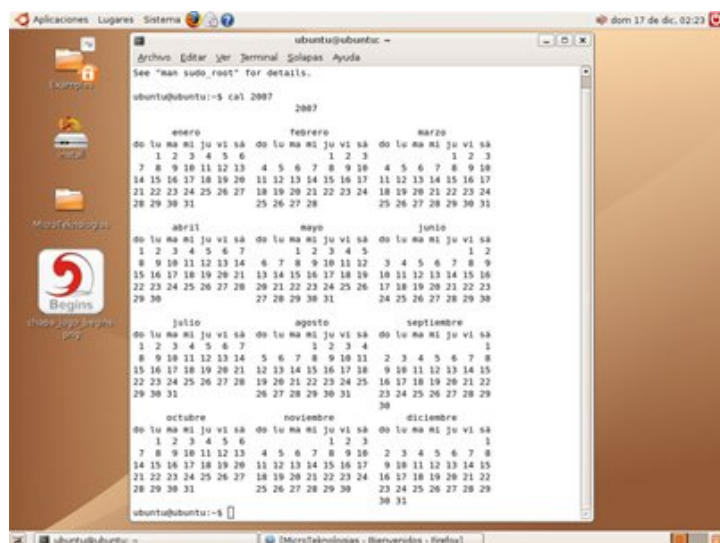 Aplicaciones Lugares Sistema dom 17 de dic, 02:23
ubuntu@ubuntu: ~
Archivo Editar Ver Terminal Solapas Ayuda
See "man sudo_root" for details.
ubuntu@ubuntu:~$ cal 2007
2007
enero febrero marzo
do lu ma mi ju vi sá do lu ma mi ju vi sá do lu ma mi ju vi sá
1 2 3 4 5 6 1 2 3 1 2 3
7 8 9 10 11 12 13 4 5 6 7 8 9 10 4 5 6 7 8 9 10
14 15 16 17 18 19 20 11 12 13 14 15 16 17 11 12 13 14 15 16 17
21 22 23 24 25 26 27 18 19 20 21 22 23 24 18 19 20 21 22 23 24
28 29 30 31 25 26 27 28 25 26 27 28 29 30 31
abril mayo junio
do lu ma mi ju vi sá do lu ma mi ju vi sá do lu ma mi ju vi sá
1 2 3 4 5 6 7 1 2 3 4 5 1 2
8 9 10 11 12 13 14 6 7 8 9 10 11 12 3 4 5 6 7 8 9
15 16 17 18 19 20 21 13 14 15 16 17 18 19 10 11 12 13 14 15 16
22 23 24 25 26 27 28 20 21 22 23 24 25 26 17 18 19 20 21 22 23
29 30 27 28 29 30 31 24 25 26 27 28 29 30
julio agosto septiembre
do lu ma mi ju vi sá do lu ma mi ju vi sá do lu ma mi ju vi sá
1 2 3 4 5 6 7 1 2 3 4 1
8 9 10 11 12 13 14 5 6 7 8 9 10 11 2 3 4 5 6 7 8
15 16 17 18 19 20 21 12 13 14 15 16 17 18 9 10 11 12 13 14 15
22 23 24 25 26 27 28 19 20 21 22 23 24 25 16 17 18 19 20 21 22
29 30 31 26 27 28 29 30 31 23 24 25 26 27 28 29
30
octubre noviembre diciembre
do lu ma mi ju vi sá do lu ma mi ju vi sá do lu ma mi ju vi sá
1 2 3 4 5 6 1 2 3 1
7 8 9 10 11 12 13 4 5 6 7 8 9 10 2 3 4 5 6 7 8
14 15 16 17 18 19 20 11 12 13 14 15 16 17 9 10 11 12 13 14 15
21 22 23 24 25 26 27 18 19 20 21 22 23 24 16 17 18 19 20 21 22
28 29 30 31 25 26 27 28 29 30 23 24 25 26 27 28 29
30 31
ubuntu@ubuntu:~$
Install
MicroTeknologias
Begins
ubuntu@ubuntu: ~ [MicroTeknologias - Bienvenidos - Firefox]